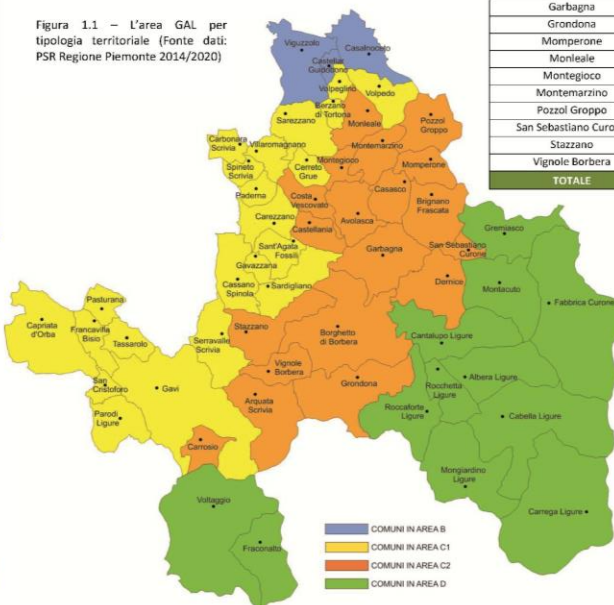 Figura 1.1 – L'area GAL per
tipologia territoriale (Fonte dati:
PSR Regione Piemonte 2014/2020)
Garbagna
Grondona
Momperone
Monleale
Montegioco
Montemarzino
Pozzol Groppo
San Sebastiano Curo
Stazzano
Vignole Borbera
TOTALE
Viguzzolo
Casalnoceto
Castellar
Guidobono
Volpeglino
Volpedo
Berzano
di Tortona
Sarezzano
Monleale
Pozzol
Groppo
Carbonara
Scrivia
Villaromagnano
Montemarzino
Spineto
Scrivia
Cerreto
Grue
Montegioco
Momperone
Paderna
Costa
Vescovato
Casasco
Brignano
Frascata
Carezzano
Castellania
Avolasca
Gremiasco
Sant'Agata
Fossili
Garbagna
San Sebastiano
Curone
Gavazzana
Cassano
Spinola
Sardigliano
Dernice
Montacuto
Fabbrica Curone
Pasturana
Capriata
d'Orba
Francavilla
Bisio
Tassarolo
Serravalle
Scrivia
Stazzano
Borghetto
di Borbera
Cantalupo Ligure
San
Cristoforo
Gavi
Vignole
Borbera
Grondona
Rocchetta
Ligure
Albera Ligure
Parodi
Ligure
Arquata
Scrivia
Roccaforte
Ligure
Cabella Ligure
Carrosio
Mongiardino
Ligure
Voltaggio
Carrega Ligure
Fraconalto
COMUNI IN AREA B
COMUNI IN AREA C1
COMUNI IN AREA C2
COMUNI IN AREA D